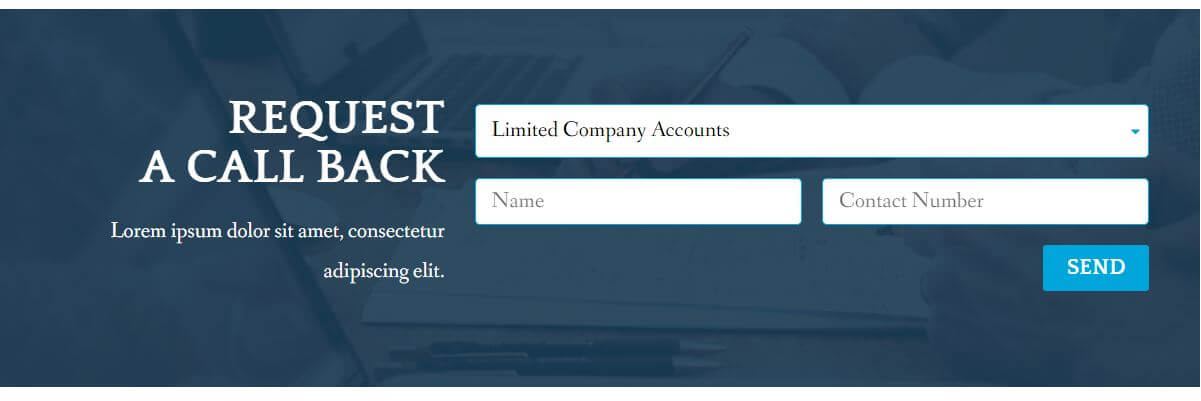 REQUEST
A CALL BACK
Lorem ipsum dolor sit amet, consectetur
adipiscing elit.
Limited Company Accounts
Name
Contact Number
SEND